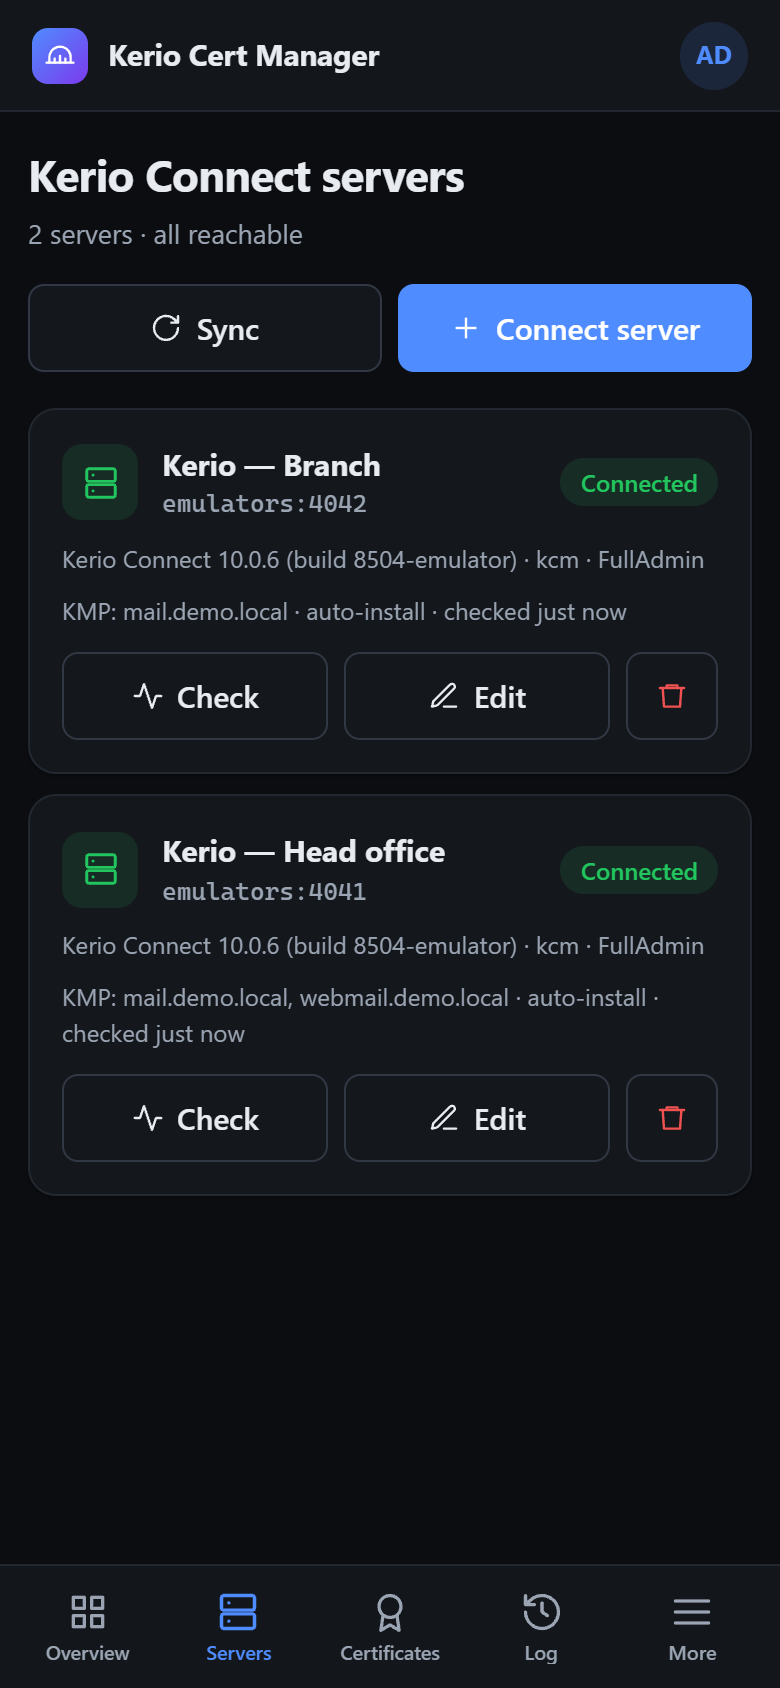 Kerio Cert Manager
AD
Kerio Connect servers
2 servers · all reachable
Sync
Connect server
Kerio — Branch
emulators:4042
Connected
Kerio Connect 10.0.6 (build 8504-emulator) · kcm · FullAdmin
KMP: mail.demo.local · auto-install · checked just now
Check
Edit
Kerio — Head office
emulators:4041
Connected
Kerio Connect 10.0.6 (build 8504-emulator) · kcm · FullAdmin
KMP: mail.demo.local, webmail.demo.local · auto-install ·
checked just now
Check
Edit
Overview
Servers
Certificates
Log
More